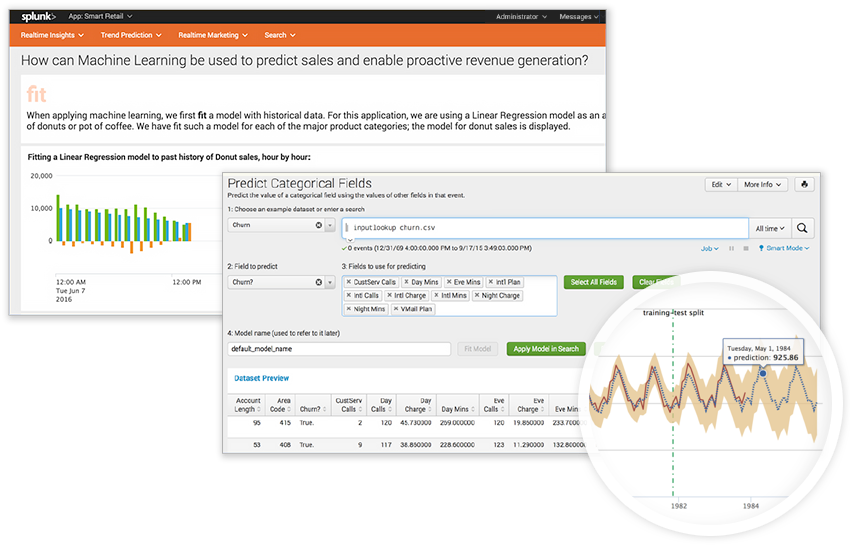 splunk> App: Smart Retail Administrator Messages
Realtime Insights Trend Prediction Realtime Marketing Search
How can Machine Learning be used to predict sales and enable proactive revenue generation?
fit
When applying machine learning, we first fit a model with historical data. For this application, we are using a Linear Regression model as an a
of donuts or pot of coffee. We have fit such a model for each of the major product categories; the model for donut sales is displayed.
Fitting a Linear Regression model to past history of Donut sales, hour by hour:
20,000
10,000
0
12:00 AM 12:00 PM
Tue Jun 7
2016
Predict Categorical Fields Edit More Info
Predict the value of a categorical field using the values of other fields in that event.
1: Choose an example dataset or enter a search
Churn inputlookup churn.csv All time
0 events (12/31/69 4:00:00.000 PM to 9/17/15 3:49:03.000 PM) Job Smart Mode
2: Field to predict 3: Fields to use for predicting
Churn? × CustServ Calls × Day Mins × Eve Mins × Intl Plan Select All Fields Clear
× Intl Calls × Intl Charge × Intl Mins × Night Charge
× Night Mins × VMail Plan
4: Model name (used to refer to it later)
default_model_name Fit Model Apply Model in Search
Dataset Preview
Account Length Area Code Churn? CustServ Calls Day Calls Day Charge Day Mins Eve Calls Eve Charge Eve Mins
95 415 True. 2 120 45.730000 269.000000 120 19.850000 233.7000
53 408 True. 9 117 38.860000 228.600000 123 11.290000 132.8000
training-test split
Tuesday, May 1, 1984
prediction: 925.86
1982 1984